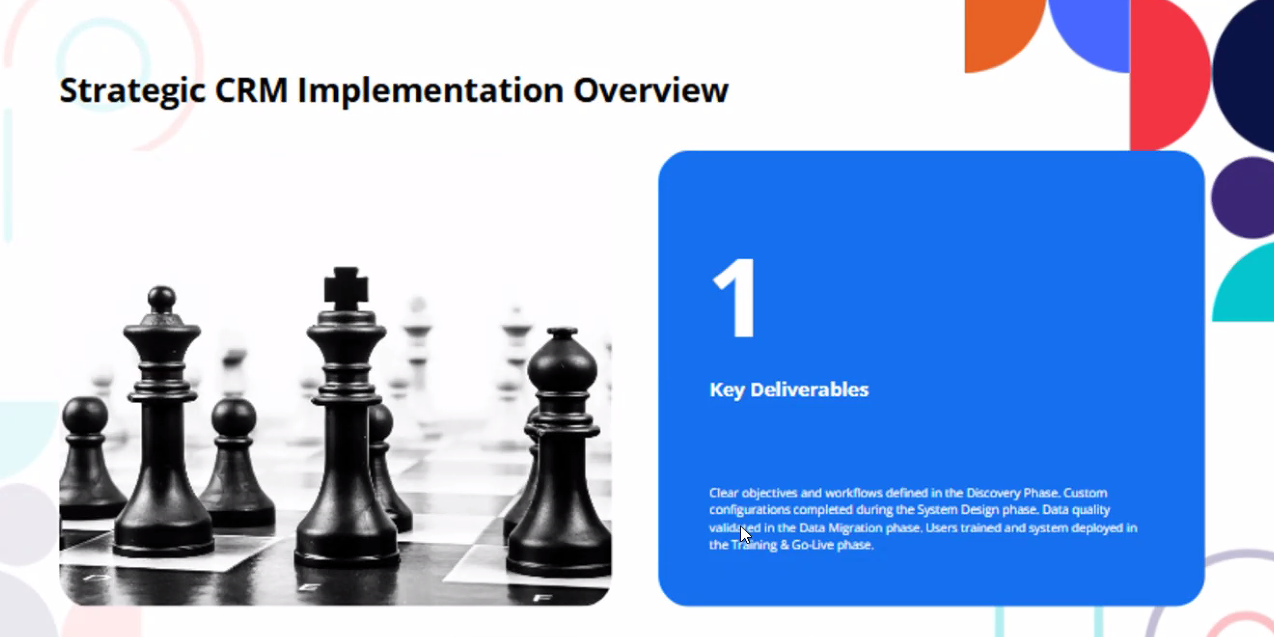 Strategic CRM Implementation Overview
1
Key Deliverables
Clear objectives and workflows defined in the Discovery Phase. Custom
configurations completed during the System Design phase. Data quality
validated in the Data Migration phase. Users trained and system deployed in
the Training & Go-Live phase.
E
F